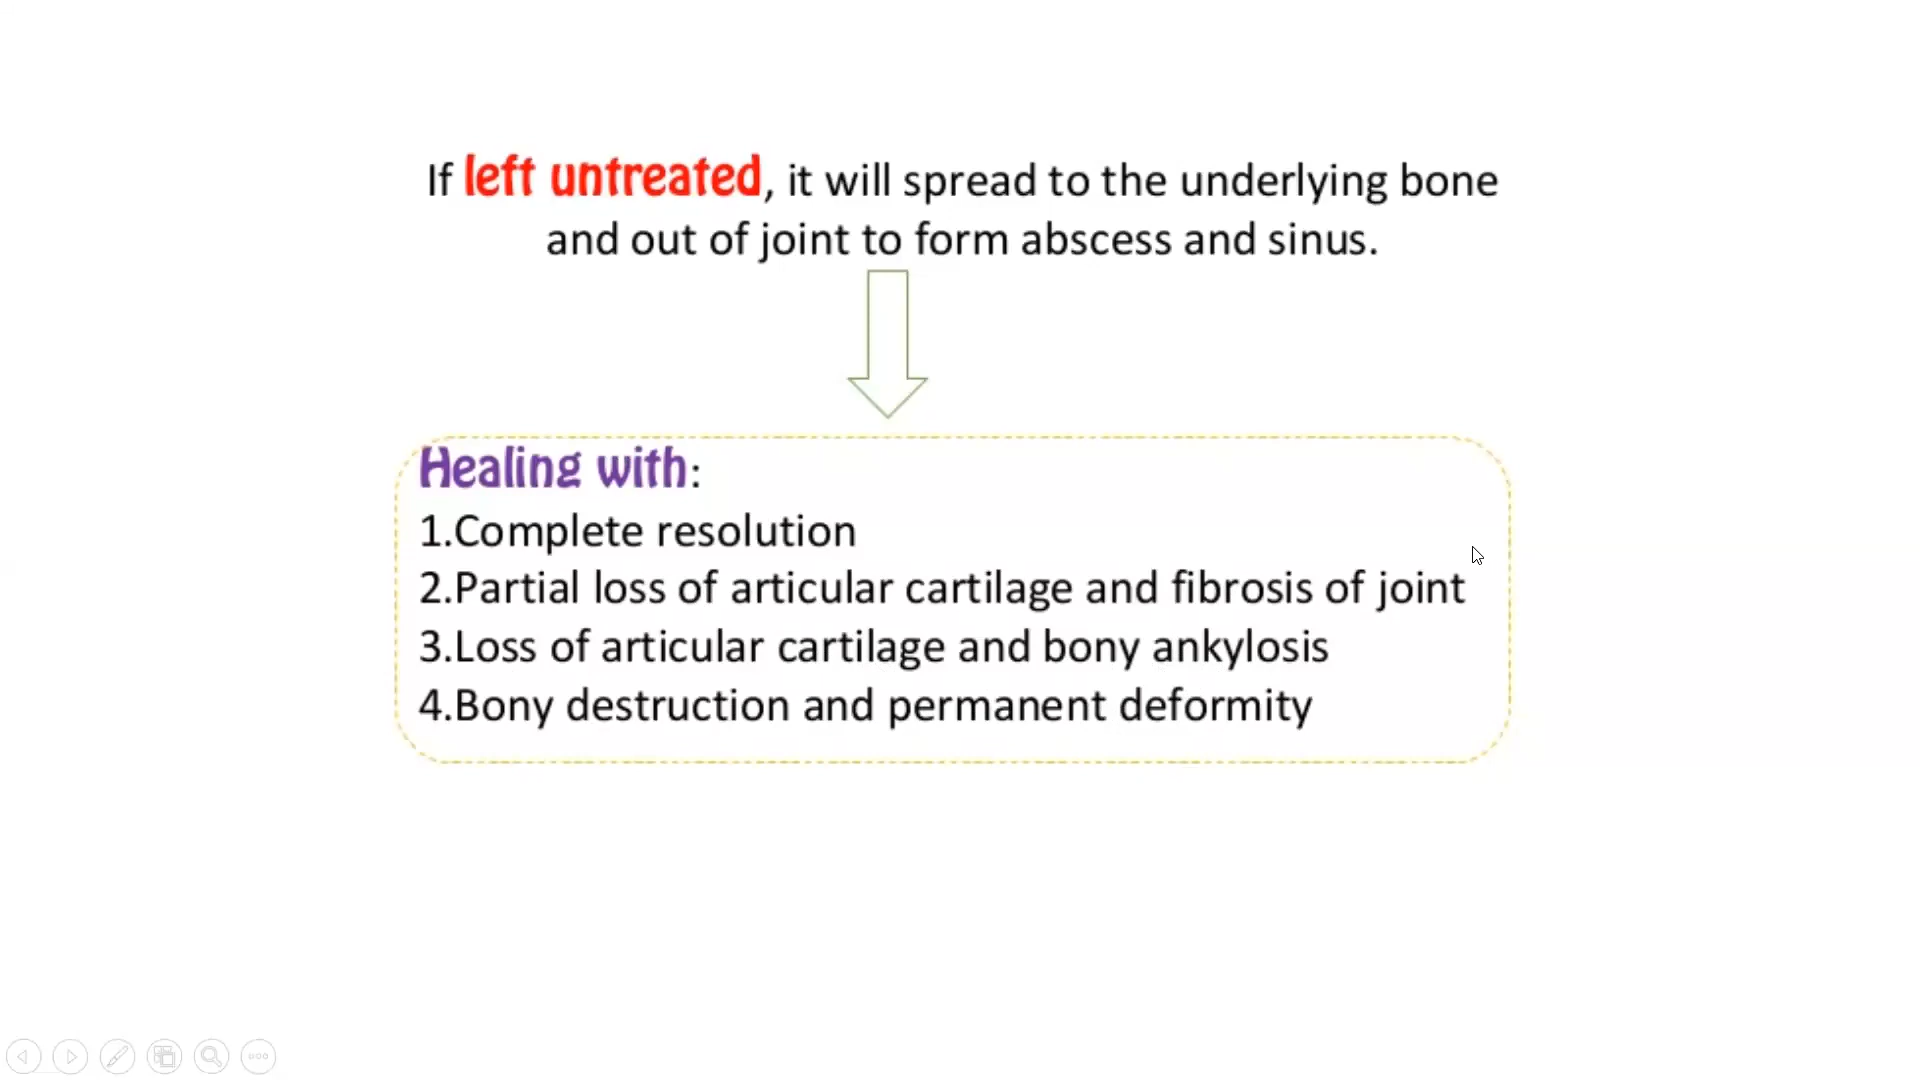 If left untreated, it will spread to the underlying bone
and out of joint to form abscess and sinus.
Healing with:
1.Complete resolution
2.Partial loss of articular cartilage and fibrosis of joint
3.Loss of articular cartilage and bony ankylosis
4.Bony destruction and permanent deformity